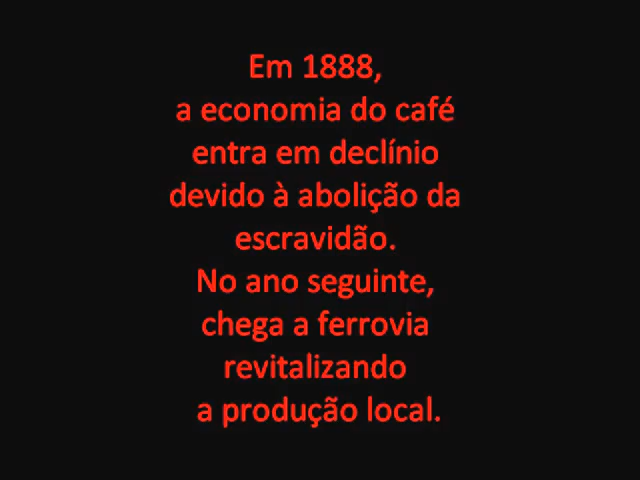 Em 1888,
a economia do café
entra em declínio
devido à abolição da
escravidão.
No ano seguinte,
chega a ferrovia
revitalizando
a produção local.